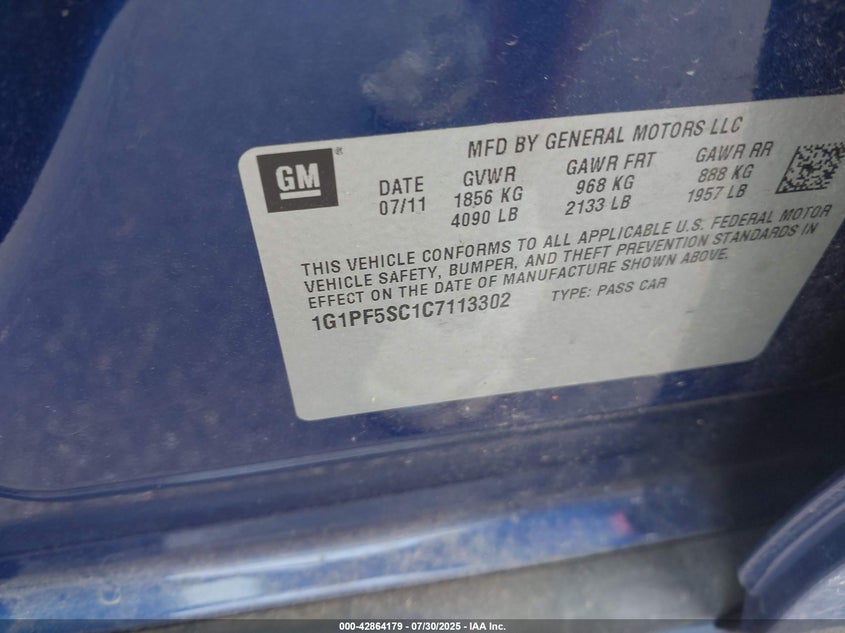 GM ®
MFD BY GENERAL MOTORS LLC
DATE GVWR GAWR FRT GAWR RR
07/11 1856 KG 968 KG 888 KG
4090 LB 2133 LB 1957 LB
THIS VEHICLE CONFORMS TO ALL APPLICABLE U.S. FEDERAL MOTOR
VEHICLE SAFETY, BUMPER, AND THEFT PREVENTION STANDARDS IN
EFFECT ON THE DATE OF MANUFACTURE SHOWN ABOVE.
1G1PF5SC1C7113302 TYPE: PASS CAR
000-42864179 | 07/30/2025 - IAA Inc.